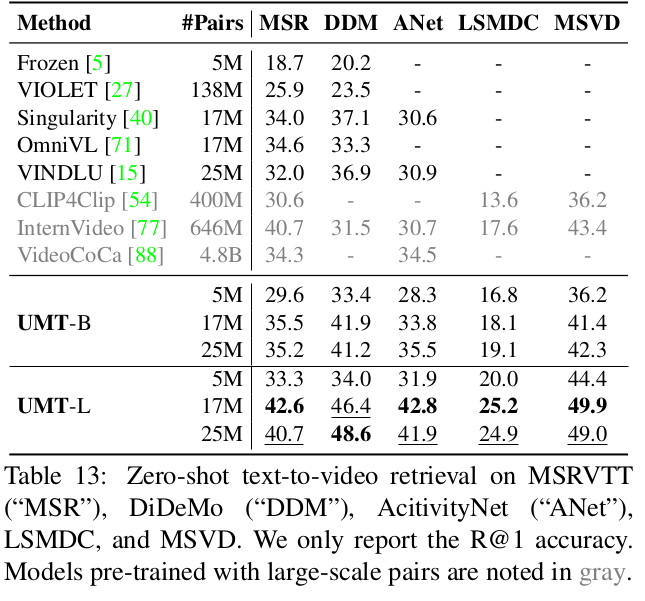 Method #Pairs MSR DDM ANet LSMDC MSVD
Frozen [5] 5M 18.7 20.2 - - -
VIOLET [27] 138M 25.9 23.5 - - -
Singularity [40] 17M 34.0 37.1 30.6 - -
OmniVL [71] 17M 34.6 33.3 - - -
VINDLU [15] 25M 32.0 36.9 30.9 - -
CLIP4Clip [54] 400M 30.6 - - 13.6 36.2
InternVideo [77] 646M 40.7 31.5 30.7 17.6 43.4
VideoCoCa [88] 4.8B 34.3 - 34.5 - -
5M 29.6 33.4 28.3 16.8 36.2
UMT-B 17M 35.5 41.9 33.8 18.1 41.4
25M 35.2 41.2 35.5 19.1 42.3
5M 33.3 34.0 31.9 20.0 44.4
UMT-L 17M 42.6 46.4 42.8 25.2 49.9
25M 40.7 48.6 41.9 24.9 49.0
Table 13: Zero-shot text-to-video retrieval on MSRVTT
(“MSR”), DiDeMo (“DDM”), AcitivityNet (“ANet”),
LSMDC, and MSVD. We only report the R@1 accuracy.
Models pre-trained with large-scale pairs are noted in gray.